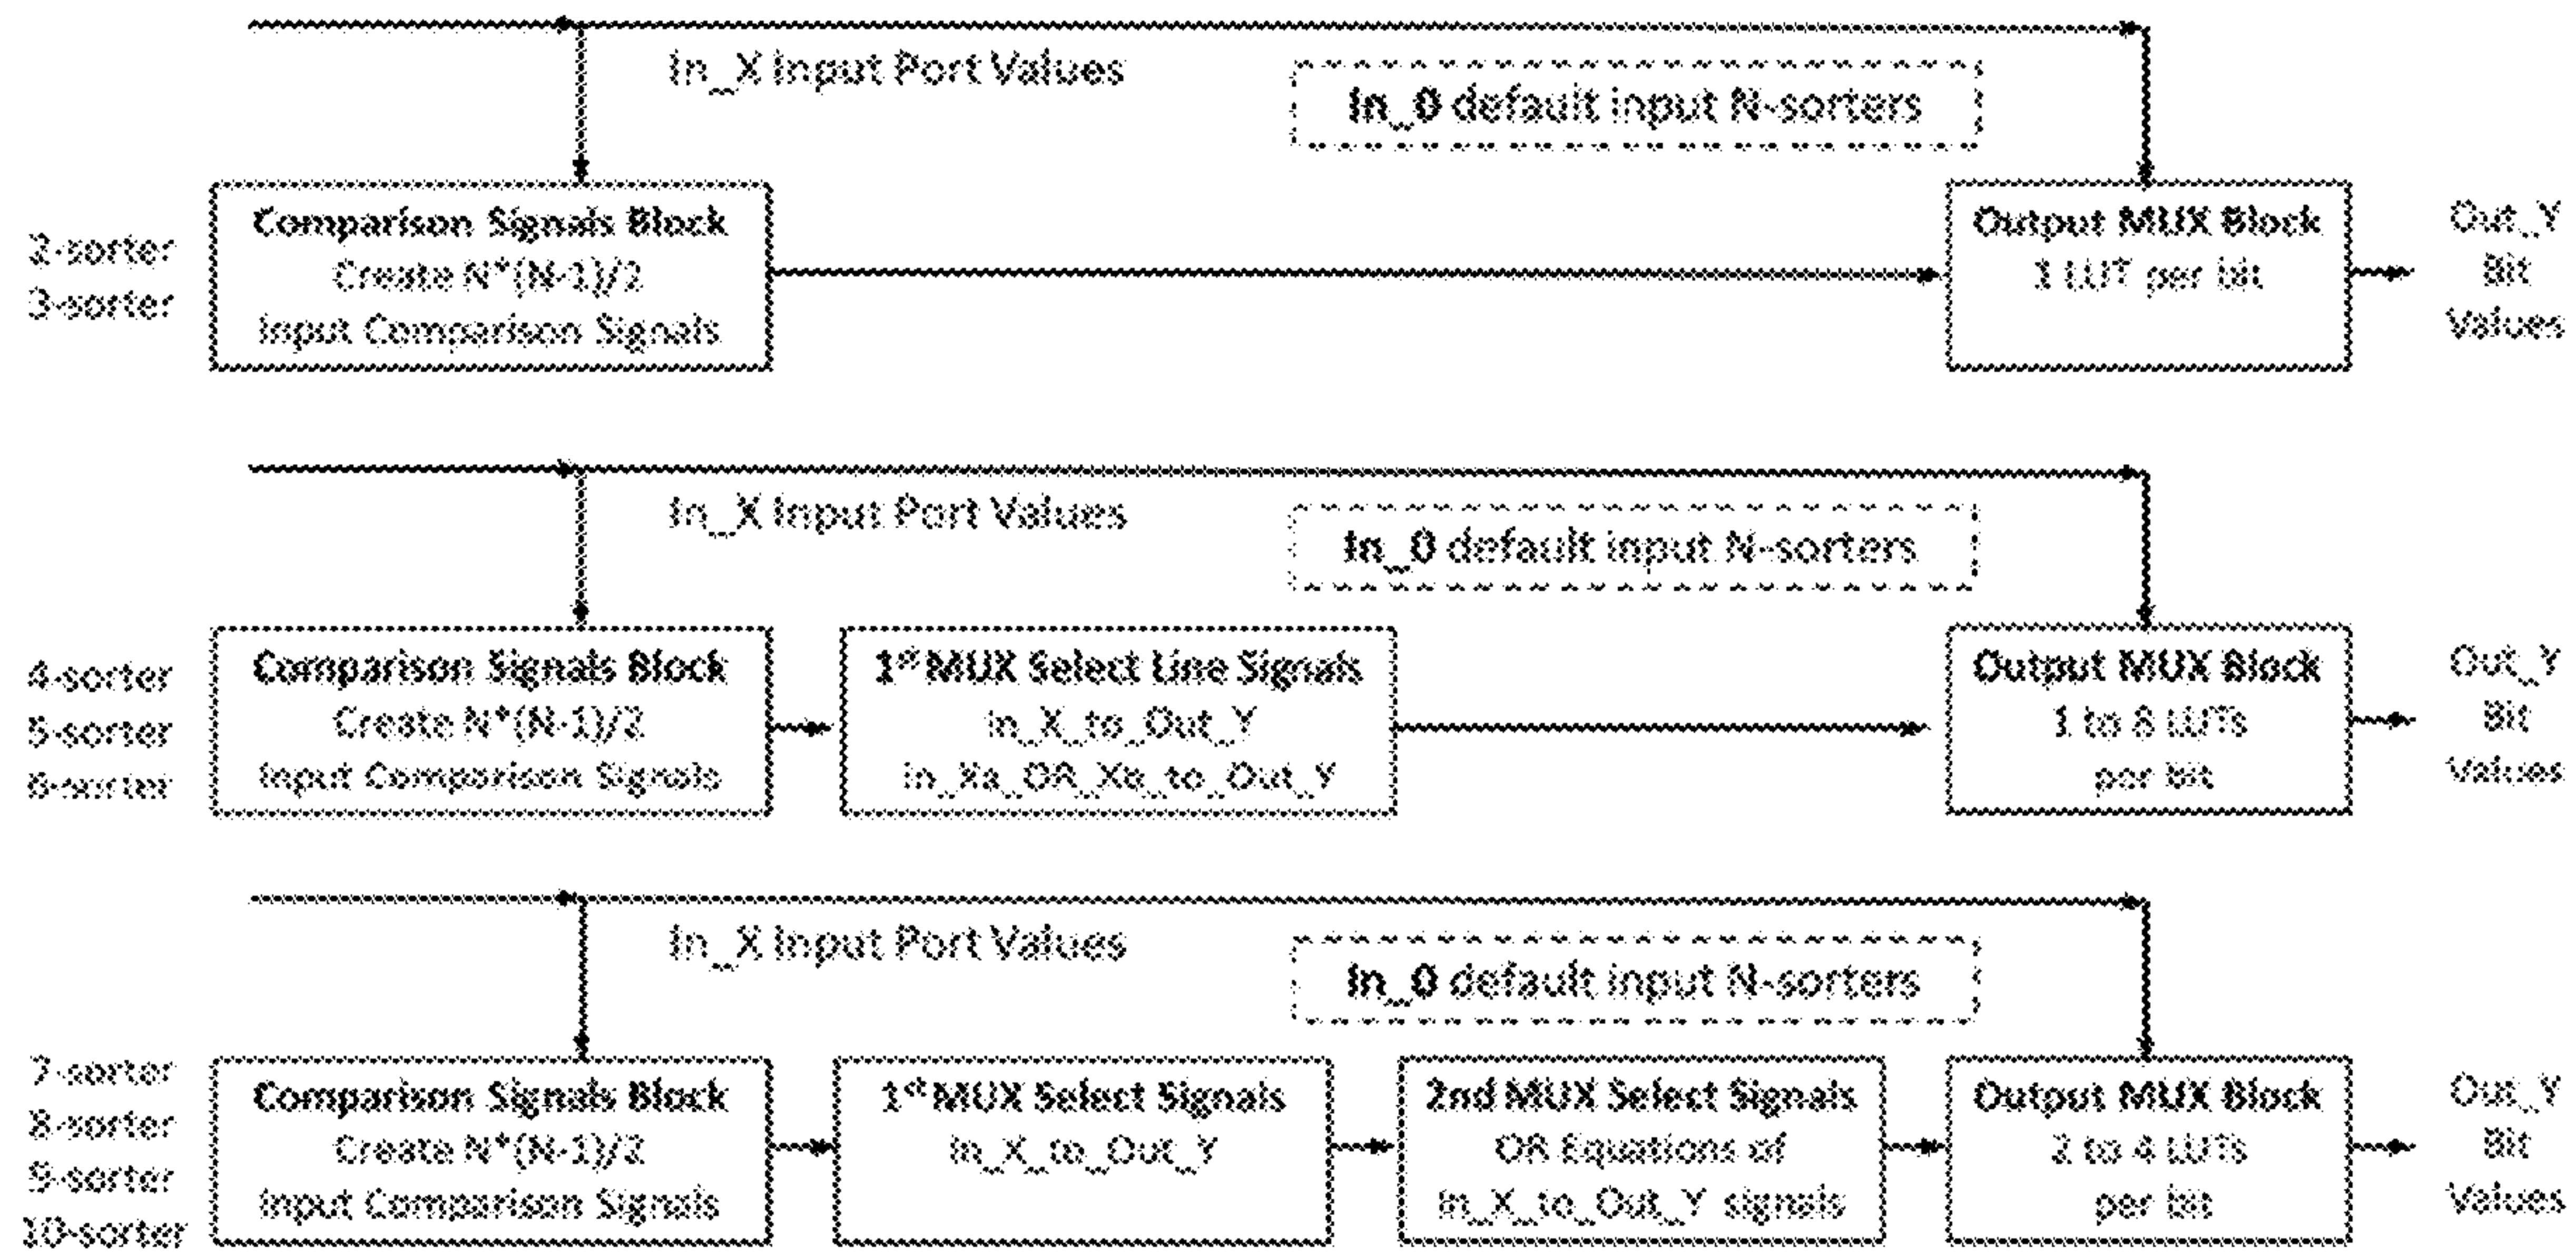 In_X Input Port Values
In_0 default input N-sorters
2-sorter
3-sorter
Comparison Signals Block
Create N*(N-1)/2
Input Comparison Signals
Output MUX Block
1 LUT per bit
Out_Y
Bit
Values
In_X Input Port Values
In_0 default input N-sorters
4-sorter
5-sorter
6-sorter
Comparison Signals Block
Create N*(N-1)/2
Input Comparison Signals
1st MUX Select Line Signals
in_X_to_Out_Y
Output MUX Block
per bit
Out_Y
Bit
Values
In_X Input Port Values
In_0 default input N-sorters
7-sorter
8-sorter
9-sorter
10-sorter
Comparison Signals Block
Create N*(N-1)/2
Input Comparison Signals
1st MUX Select Signals
in_X_to_Out_Y
2nd MUX Select Signals
OR Equations of
in_X_to_Out_Y signals
Output MUX Block
2 to 4 LUTs
per bit
Out_Y
Bit
Values